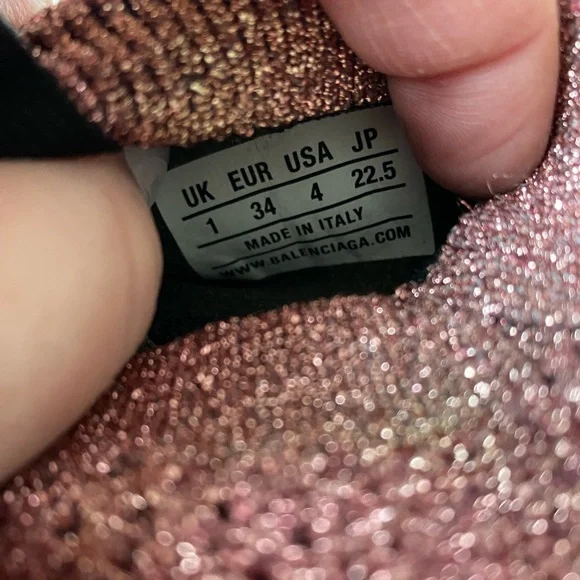 UK EUR USA JP
1 34 4 22.5
MADE IN ITALY
WWW.BALENCIAGA.COM